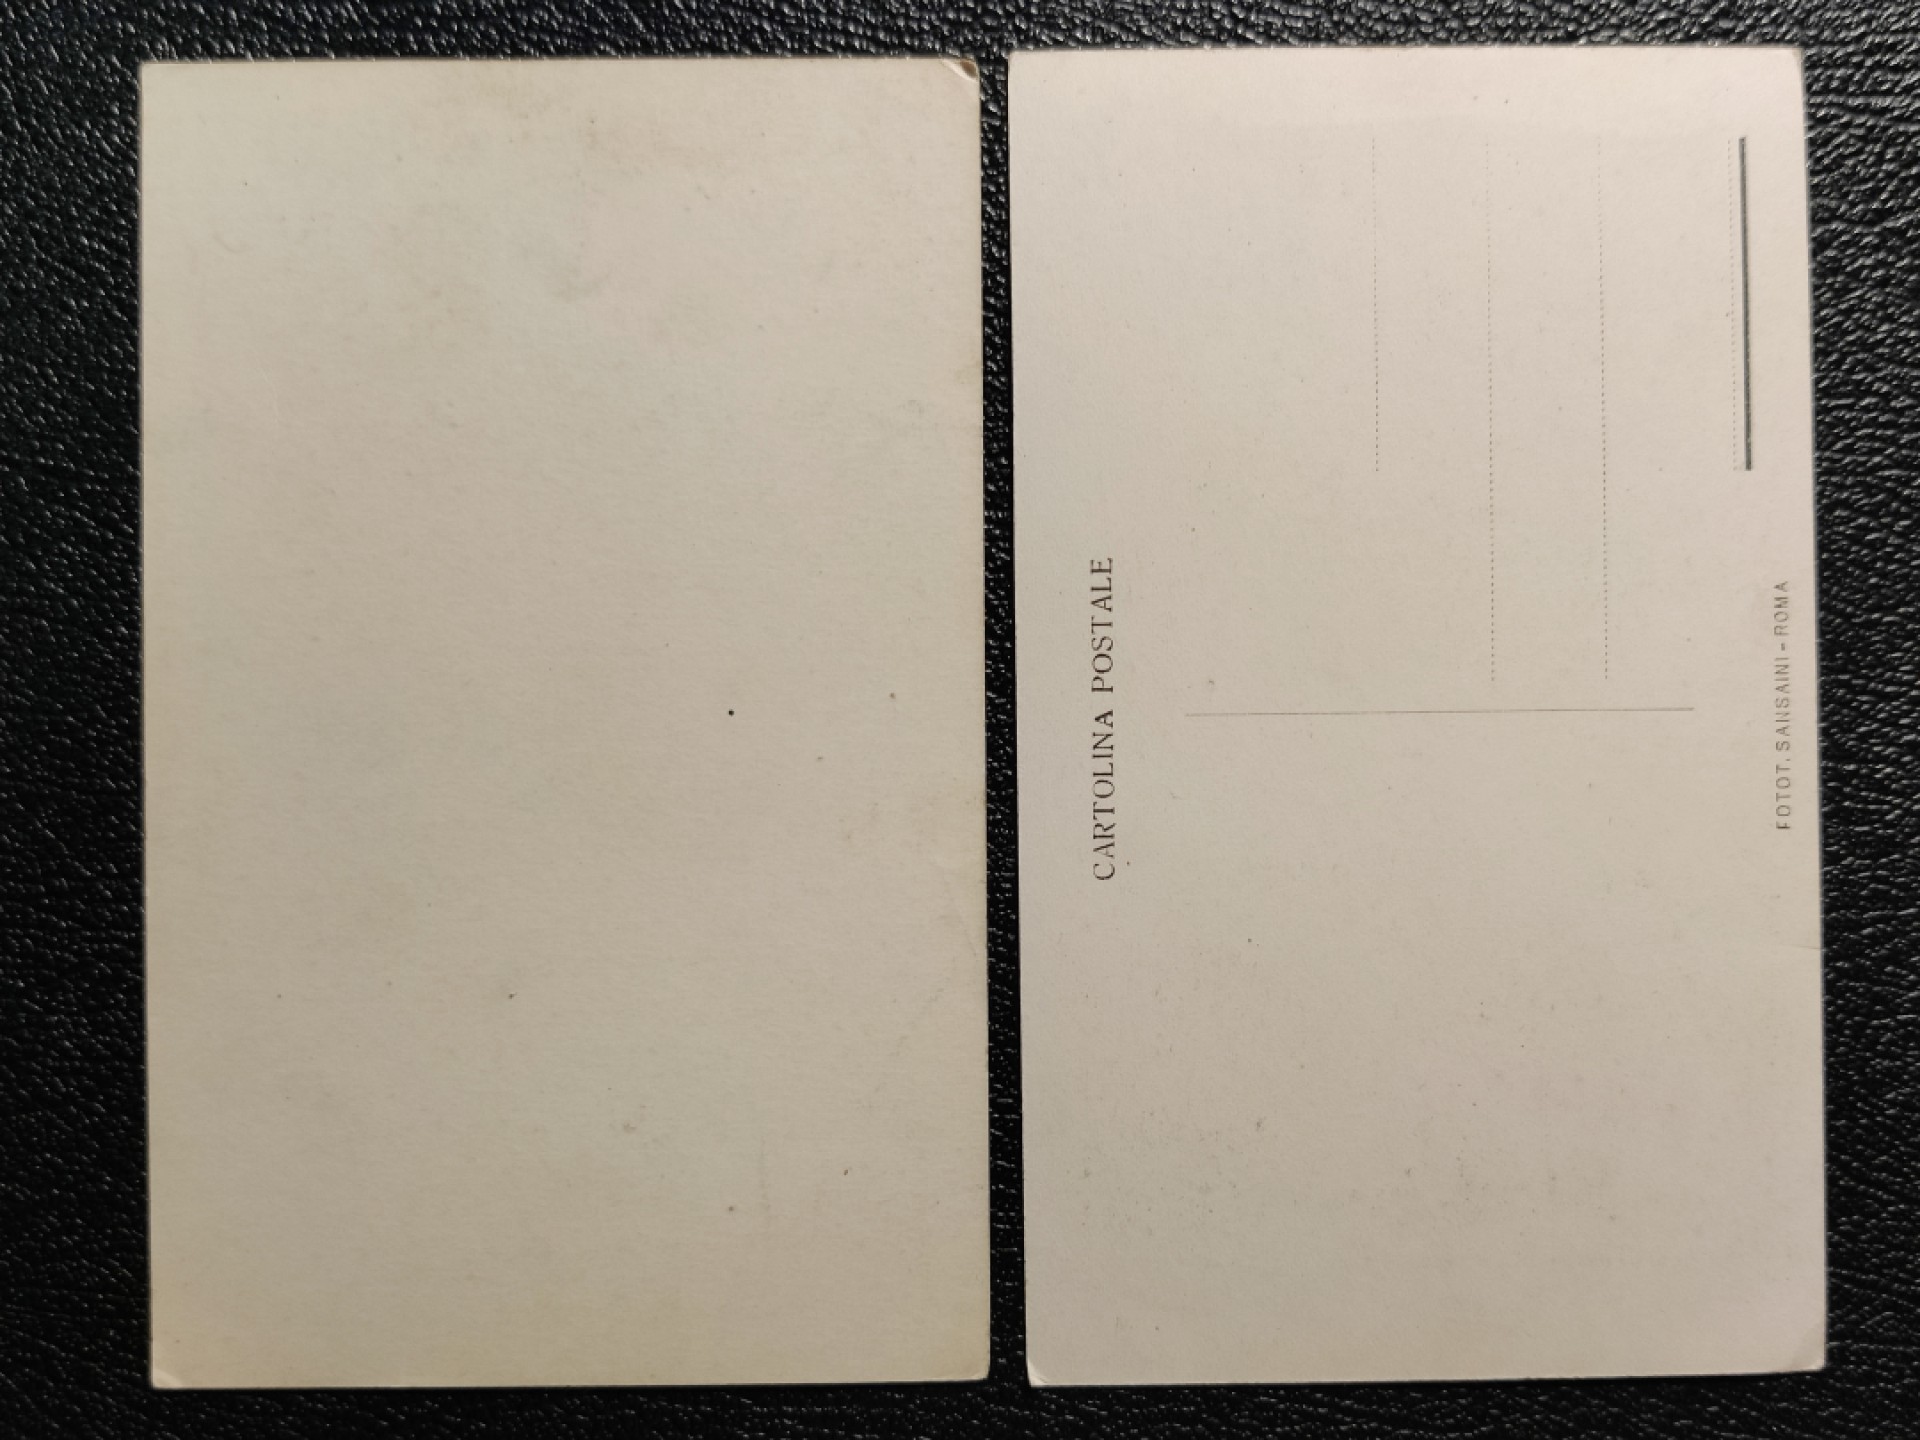 CARTOLINA POSTALE
FOTOT. SANSAINI - ROMA